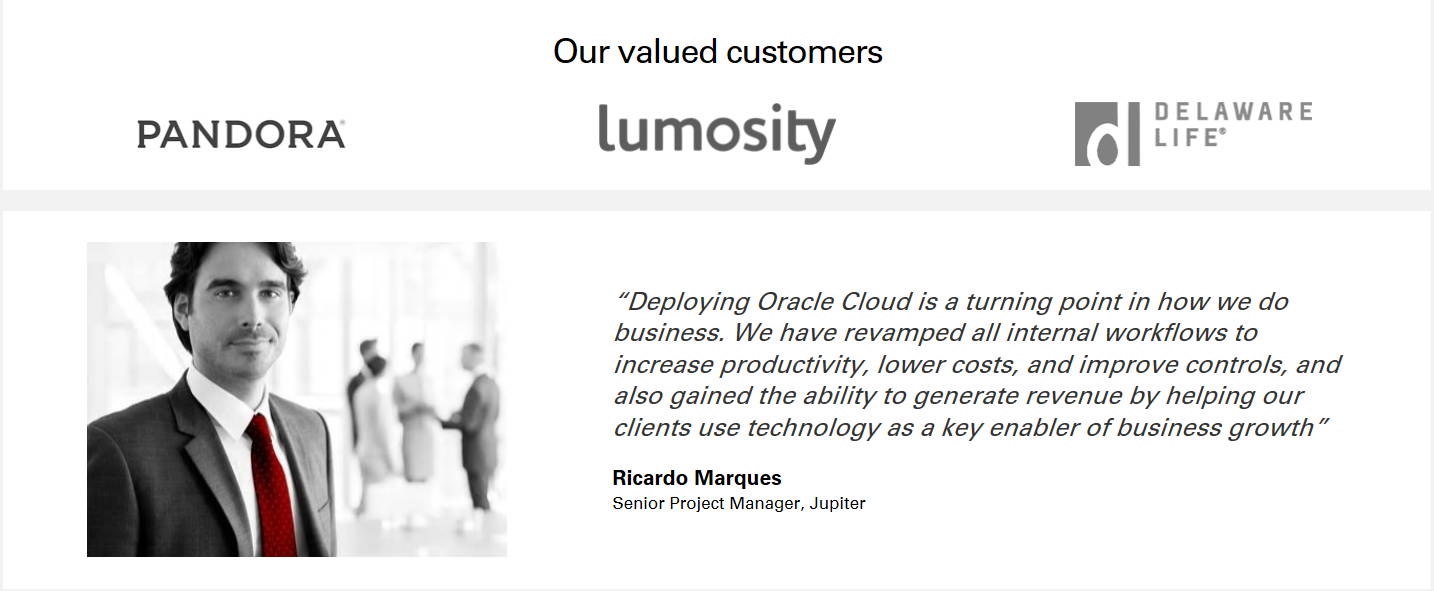 Our valued customers
PANDORA®
lumosity
DELAWARE
LIFE®
“Deploying Oracle Cloud is a turning point in how we do
business. We have revamped all internal workflows to
increase productivity, lower costs, and improve controls, and
also gained the ability to generate revenue by helping our
clients use technology as a key enabler of business growth”
Ricardo Marques
Senior Project Manager, Jupiter